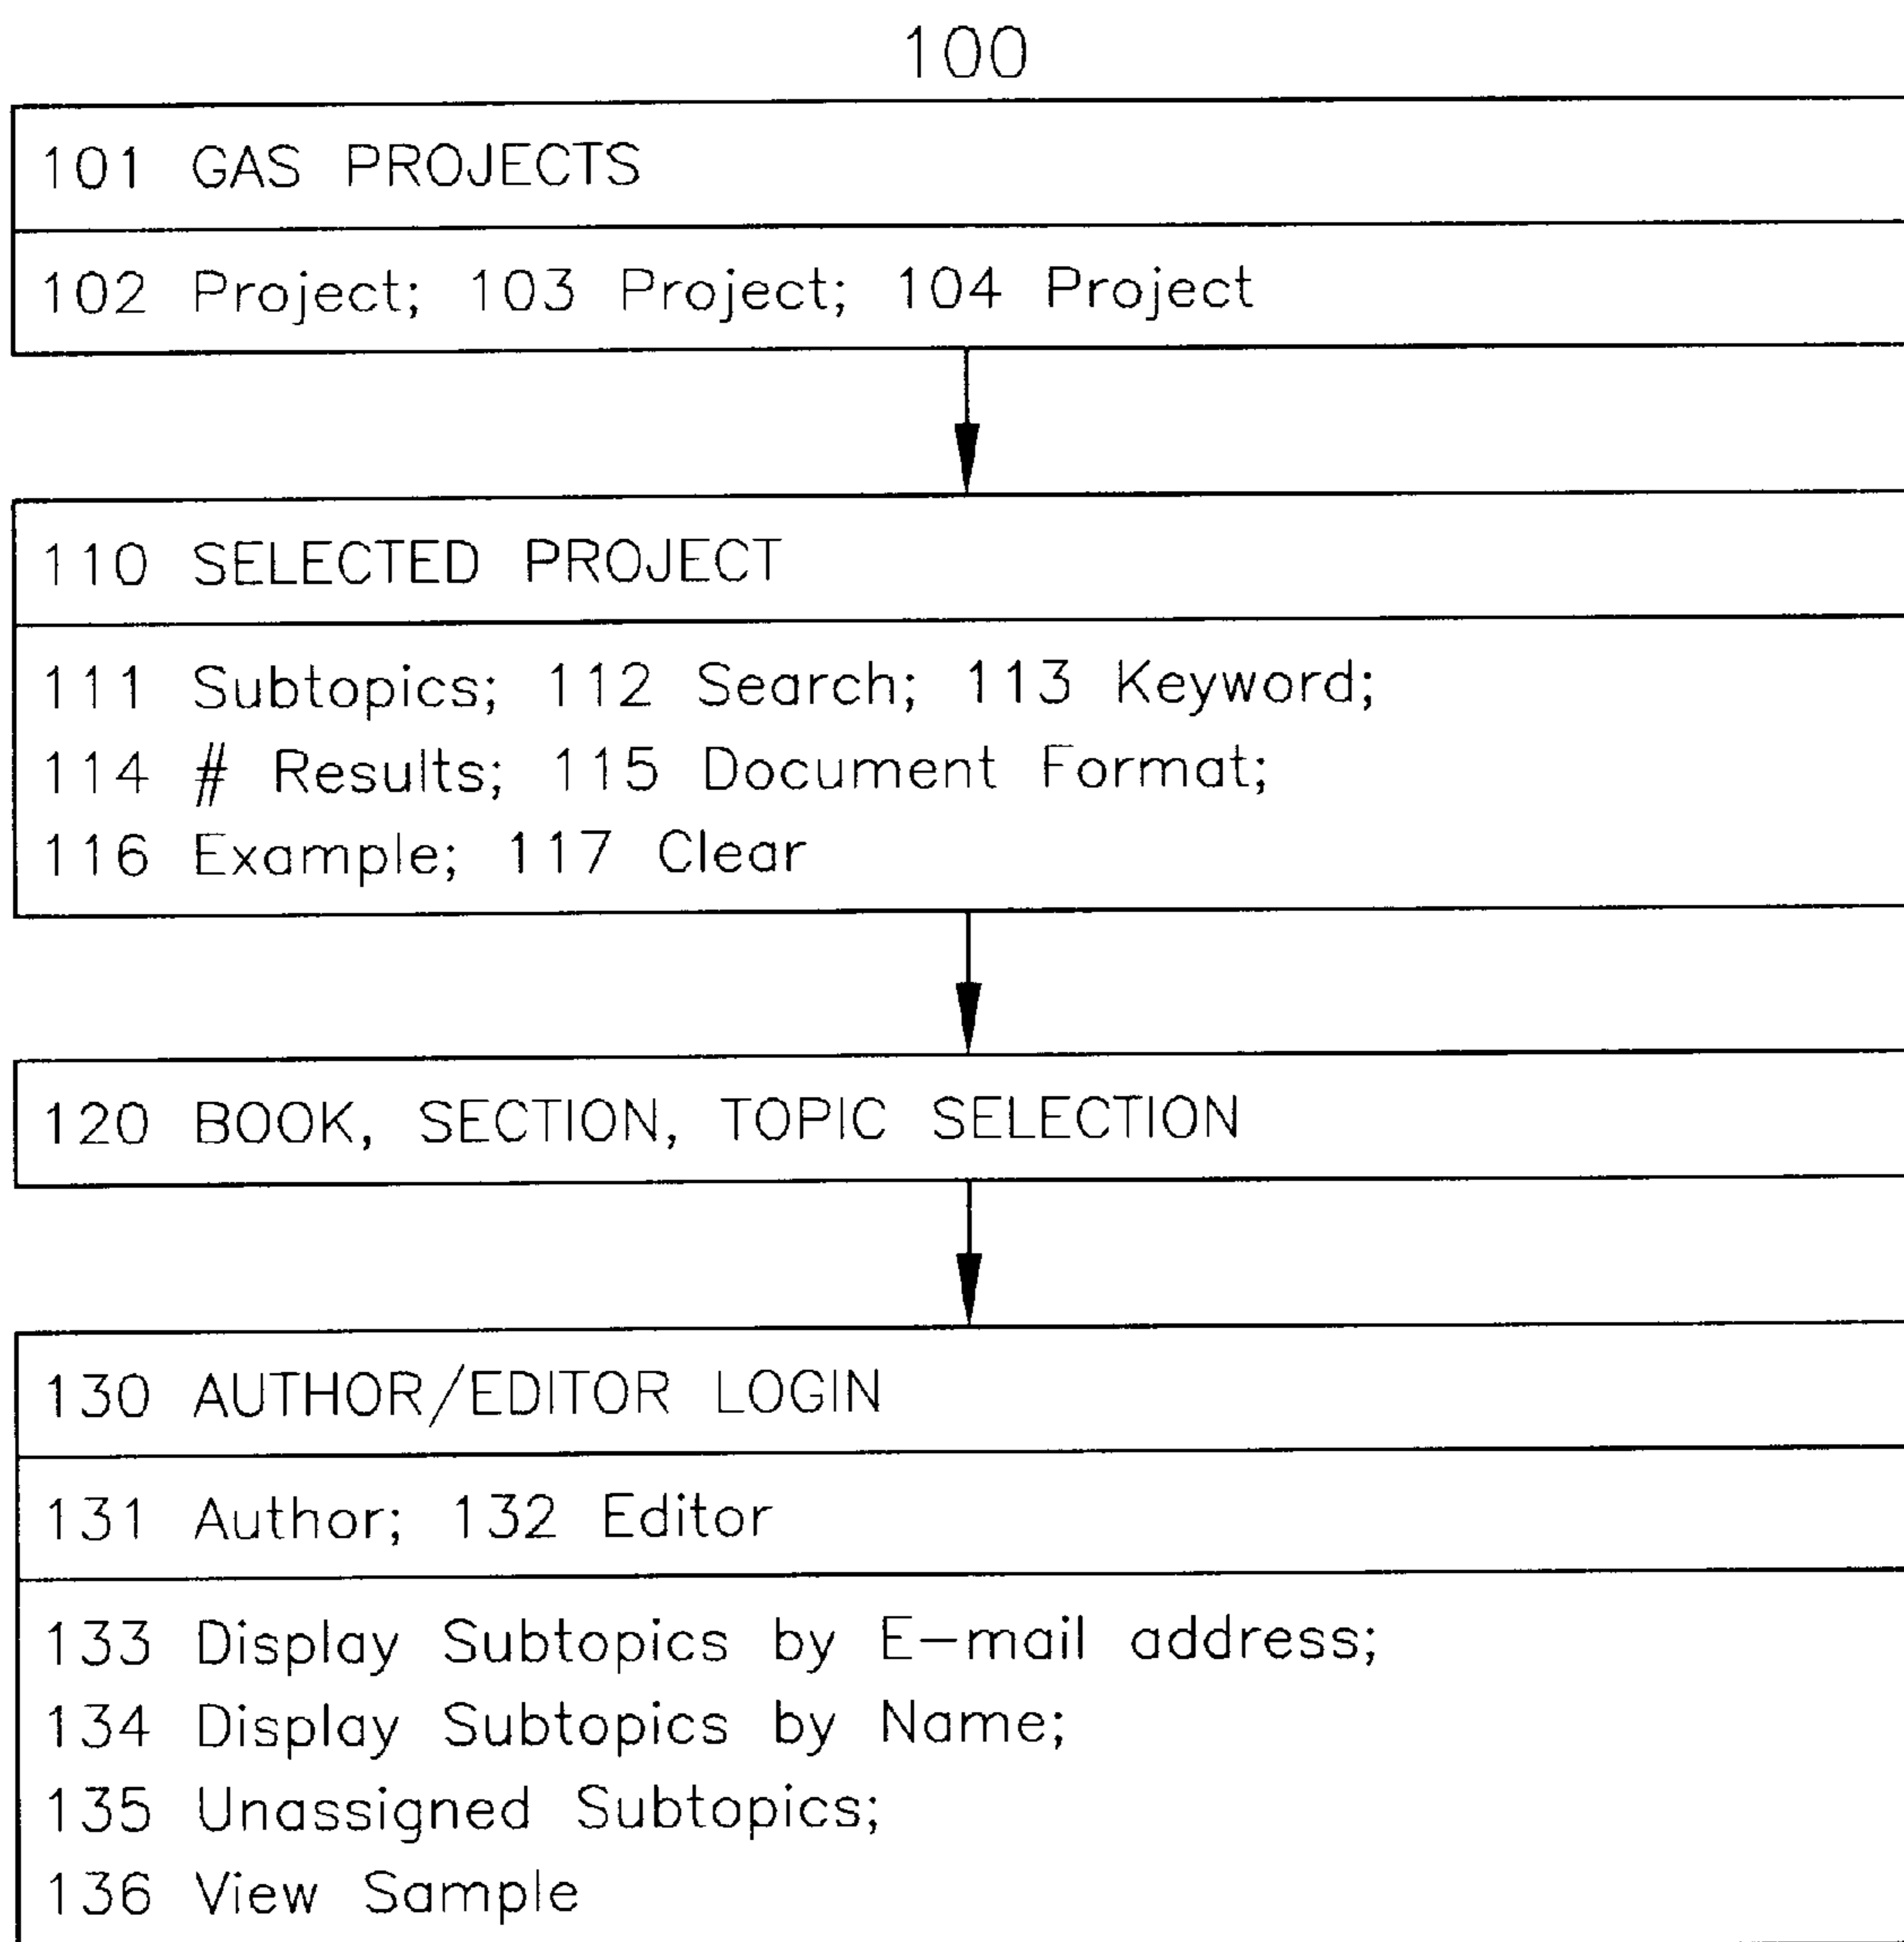 100
101 GAS PROJECTS
102 Project; 103 Project; 104 Project
110 SELECTED PROJECT
111 Subtopics; 112 Search; 113 Keyword;
114 # Results; 115 Document Format;
116 Example; 117 Clear
120 BOOK, SECTION, TOPIC SELECTION
130 AUTHOR/EDITOR LOGIN
131 Author; 132 Editor
133 Display Subtopics by E-mail address;
134 Display Subtopics by Name;
135 Unassigned Subtopics;
136 View Sample